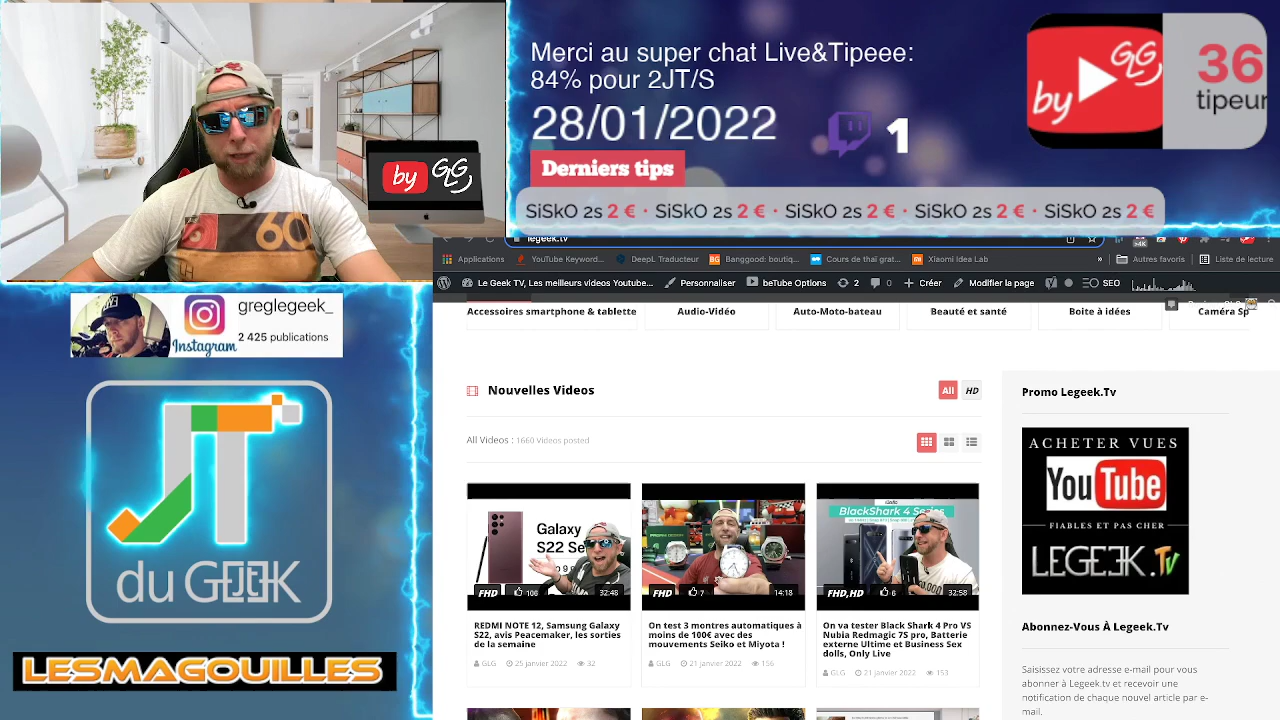 Merci au super chat Live&Tipeee:
84% pour 2JT/S
28/01/2022
1
Derniers tips
SiSkO 2s 2 € · SiSkO 2s 2 € · SiSkO 2s 2 € · SiSkO 2s 2 € · SiSkO 2s 2 €
by GLG
36
tipeur
by GLG
60
LH
greglegeek_
2 425 publications
Instagram
JT
du GEEK
LESMAGOUILLES
legeek.tv
Applications
YouTube Keyword...
DeepL Traducteur
Banggood: boutiq...
Cours de thaï grat...
Xiaomi Idea Lab
»
Autres favoris
Liste de lecture
Le Geek TV, Les meilleurs vidéos Youtube...
Personnaliser
beTube Options
2
0
Créer
Modifier la page
SEO
Accessoires smartphone & tablette
Audio-Vidéo
Auto-Moto-bateau
Beauté et santé
Boite à idées
Caméra Sp
Nouvelles Videos
All
HD
All Videos : 1660 Videos posted
Galaxy
S22 Se
FHD
106
32:48
REDMI NOTE 12, Samsung Galaxy
S22, avis Peacemaker, les sorties
de la semaine
GLG
25 janvier 2022
32
FHD
7
14:18
On test 3 montres automatiques à
moins de 100€ avec des
mouvements Seiko et Miyota !
GLG
21 janvier 2022
156
BlackShark 4 Series
FHD,HD
6
32:58
On va tester Black Shark 4 Pro VS
Nubia Redmagic 7S pro, Batterie
externe Ultime et Business Sex
dolls, Only Live
GLG
21 janvier 2022
153
Promo Legeek.Tv
ACHETER VUES
YouTube
FIABLES ET PAS CHER
LEGEEK.Tv
Abonnez-Vous À Legeek.Tv
Saisissez votre adresse e-mail pour vous
abonner à Legeek.tv et recevoir une
notification de chaque nouvel article par e-
mail.